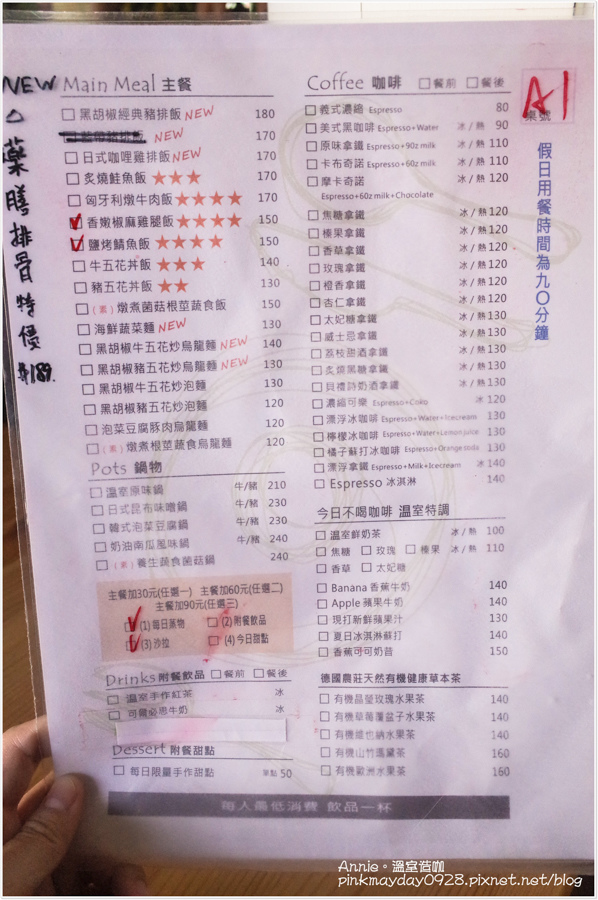 NEW
藥膳排骨特優
$189.
Main Meal 主餐
黑胡椒經典豬排飯 NEW 180
NEW 170
日式咖哩雞排飯 NEW 170
炙燒鮭魚飯 ★★★ 170
匈牙利燉牛肉飯 ★★★★ 170
香嫩椒麻雞腿飯 ★★★★ 150
鹽烤鯖魚飯 ★★★★ 150
牛五花丼飯 ★★★ 140
豬五花丼飯 ★★ 130
(素) 燉煮菌菇根莖蔬食飯 150
海鮮蔬菜麵 NEW 130
黑胡椒牛五花炒烏龍麵 NEW 140
黑胡椒豬五花炒烏龍麵 NEW 130
黑胡椒牛五花炒泡麵 130
黑胡椒豬五花炒泡麵 120
泡菜豆腐豚肉烏龍麵 120
(素) 燉煮根莖蔬食烏龍麵 120
Pots 鍋物
溫室原味鍋 牛/豬 210
日式昆布味噌鍋 牛/豬 230
韓式泡菜豆腐鍋 牛/豬 230
奶油南瓜風味鍋 牛/豬 240
(素) 養生蔬食菌菇鍋 240
主餐加30元(任選一) 主餐加60元(任選二)
主餐加90元(任選三)
(1) 每日蒸物 (2) 附餐飲品
(3) 沙拉 (4) 今日甜點
Drinks 附餐飲品 餐前 餐後
溫室手作紅茶 冰
可爾必思牛奶 冰
Dessert 附餐甜點
每日限量手作甜點 單點 50
Coffee 咖啡 餐前 餐後
義式濃縮 Espresso 80
美式黑咖啡 Espresso+Water 冰/熱 90
原味拿鐵 Espresso+90z milk 冰/熱 110
卡布奇諾 Espresso+60z milk 冰/熱 110
摩卡奇諾 冰/熱 120
Espresso+60z milk+Chocolate
焦糖拿鐵 冰/熱 120
榛果拿鐵 冰/熱 120
香草拿鐵 冰/熱 120
玫瑰拿鐵 冰/熱 120
橙香拿鐵 冰/熱 120
杏仁拿鐵 冰/熱 120
太妃糖拿鐵 冰/熱 130
威士忌拿鐵 冰/熱 130
荔枝甜酒拿鐵 冰/熱 130
炙燒黑糖拿鐵 冰/熱 130
貝禮詩奶酒拿鐵 冰/熱 130
濃縮可樂 Espresso+Coko 冰 120
漂浮冰咖啡 Espresso+Water+Icecream 130
檸檬冰咖啡 Espresso+Water+Lemon juice 130
橘子蘇打冰咖啡 Espresso+Orange soda 130
漂浮拿鐵 Espresso+Milk+Icecream 冰 140
Espresso 冰淇淋 140
今日不喝咖啡 溫室特調
溫室鮮奶茶 冰/熱 100
焦糖 玫瑰 榛果 冰/熱 110
香草 太妃糖
Banana 香蕉牛奶 140
Apple 蘋果牛奶 140
現打新鮮蘋果汁 130
夏日冰淇淋蘇打 140
香蕉可可奶昔 150
德國農莊天然有機健康草本茶
有機晶瑩玫瑰水果茶 140
有機草莓覆盆子水果茶 140
有機維也納水果茶 140
有機山竹瑪黛茶 160
有機歐洲水果茶 160
每人最低消費 飲品一杯
A1
桌號
假日用餐時間為九〇分鐘
Annie。溫室蓓咖
pinkmayday0928.pixnet.net/blog